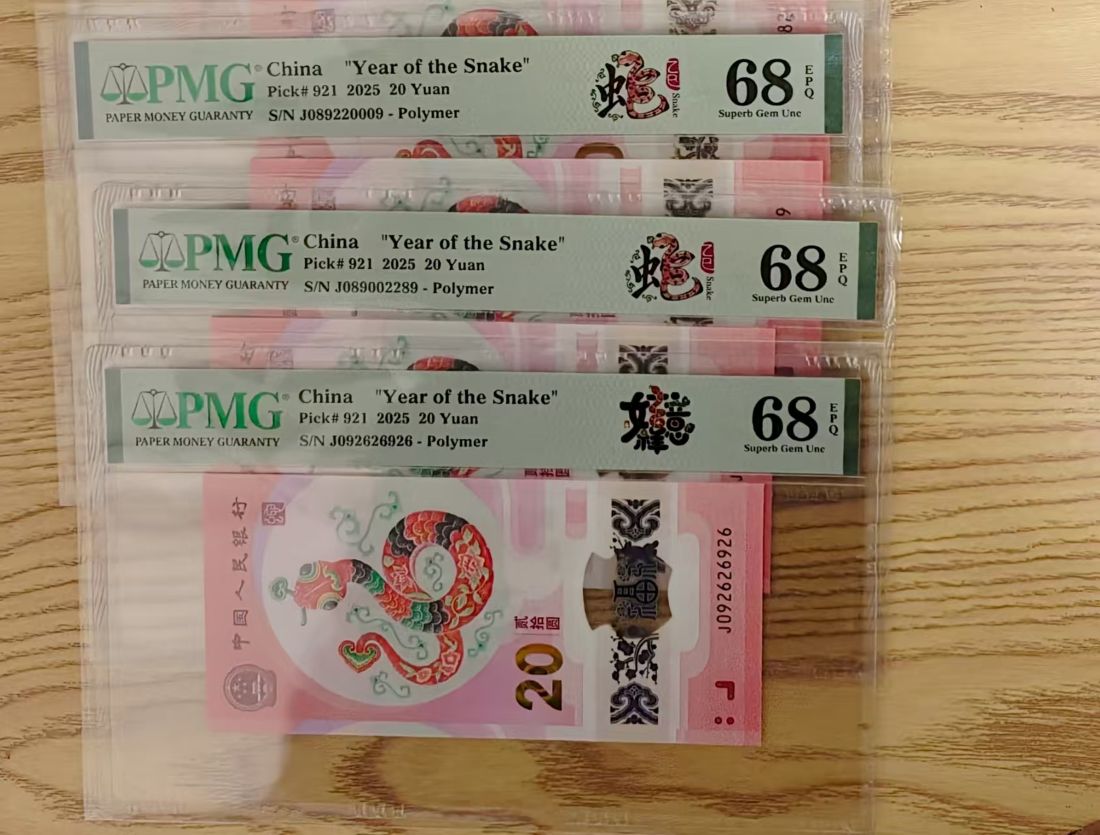 PMG® China "Year of the Snake"
Pick# 921 2025 20 Yuan
PAPER MONEY GUARANTY S/N J089220009 - Polymer
蛇
Snake
68 EPQ
Superb Gem Unc
PMG® China "Year of the Snake"
Pick# 921 2025 20 Yuan
PAPER MONEY GUARANTY S/N J089002289 - Polymer
蛇
Snake
68 EPQ
Superb Gem Unc
PMG® China "Year of the Snake"
Pick# 921 2025 20 Yuan
PAPER MONEY GUARANTY S/N J092626926 - Polymer
68 EPQ
Superb Gem Unc
中国人民银行
贰拾圆
20
福
J092626926